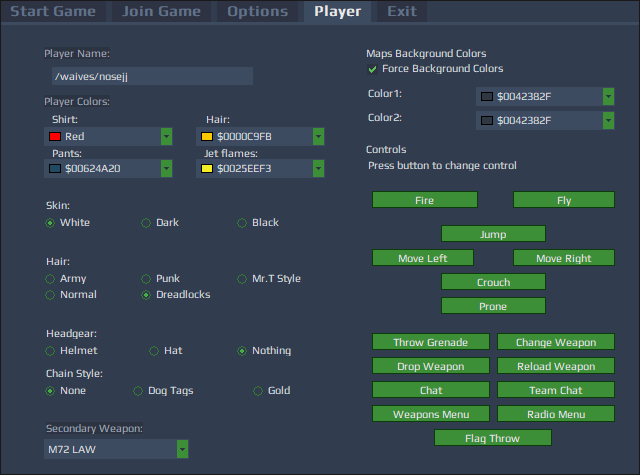 Start Game Join Game Options Player Exit
Player Name:
/waives/nosejj
Player Colors:
Shirt: Hair:
Red $0000C9FB
Pants: Jet flames:
$00624A20 $0025EEF3
Skin:
White Dark Black
Hair:
Army Punk Mr.T Style
Normal Dreadlocks
Headgear:
Helmet Hat Nothing
Chain Style:
None Dog Tags Gold
Secondary Weapon:
M72 LAW
Maps Background Colors
Force Background Colors
Color1: $0042382F
Color2: $0042382F
Controls
Press button to change control
Fire Fly
Jump
Move Left Move Right
Crouch
Prone
Throw Grenade Change Weapon
Drop Weapon Reload Weapon
Chat Team Chat
Weapons Menu Radio Menu
Flag Throw